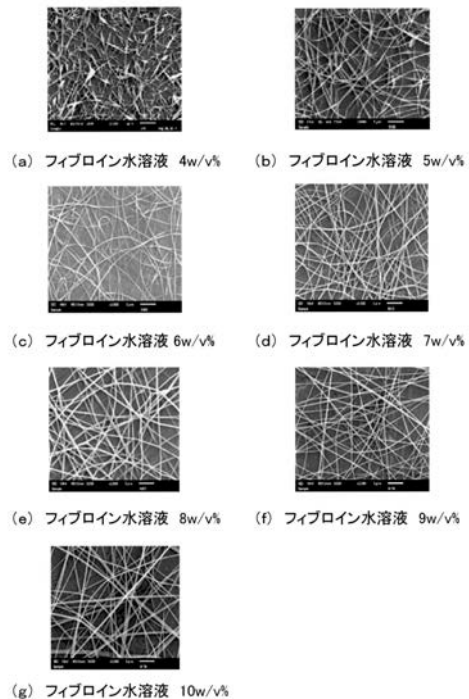 (a) フィブロイン水溶液 4w/v%
(b) フィブロイン水溶液 5w/v%
(c) フィブロイン水溶液 6w/v%
(d) フィブロイン水溶液 7w/v%
(e) フィブロイン水溶液 8w/v%
(f) フィブロイン水溶液 9w/v%
(g) フィブロイン水溶液 10w/v%